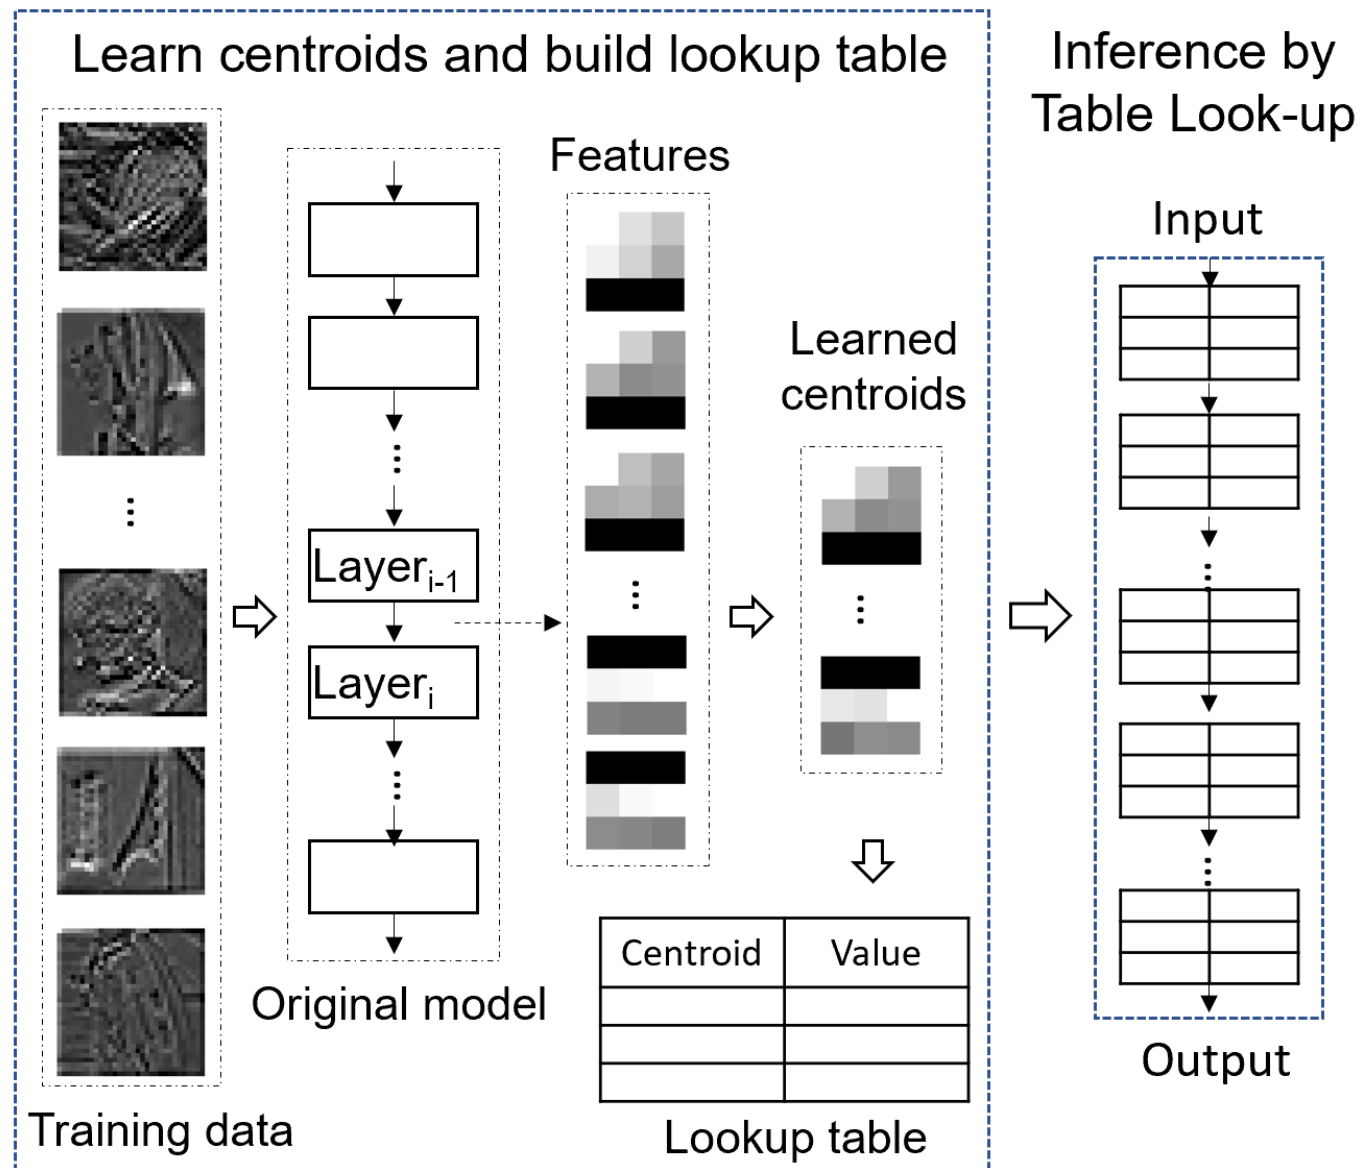 Learn centroids and build lookup table
Inference by
Table Look-up
Features
Input
Learned
centroids
Layeri-1
Layeri
Centroid Value
Original model
Output
Training data
Lookup table